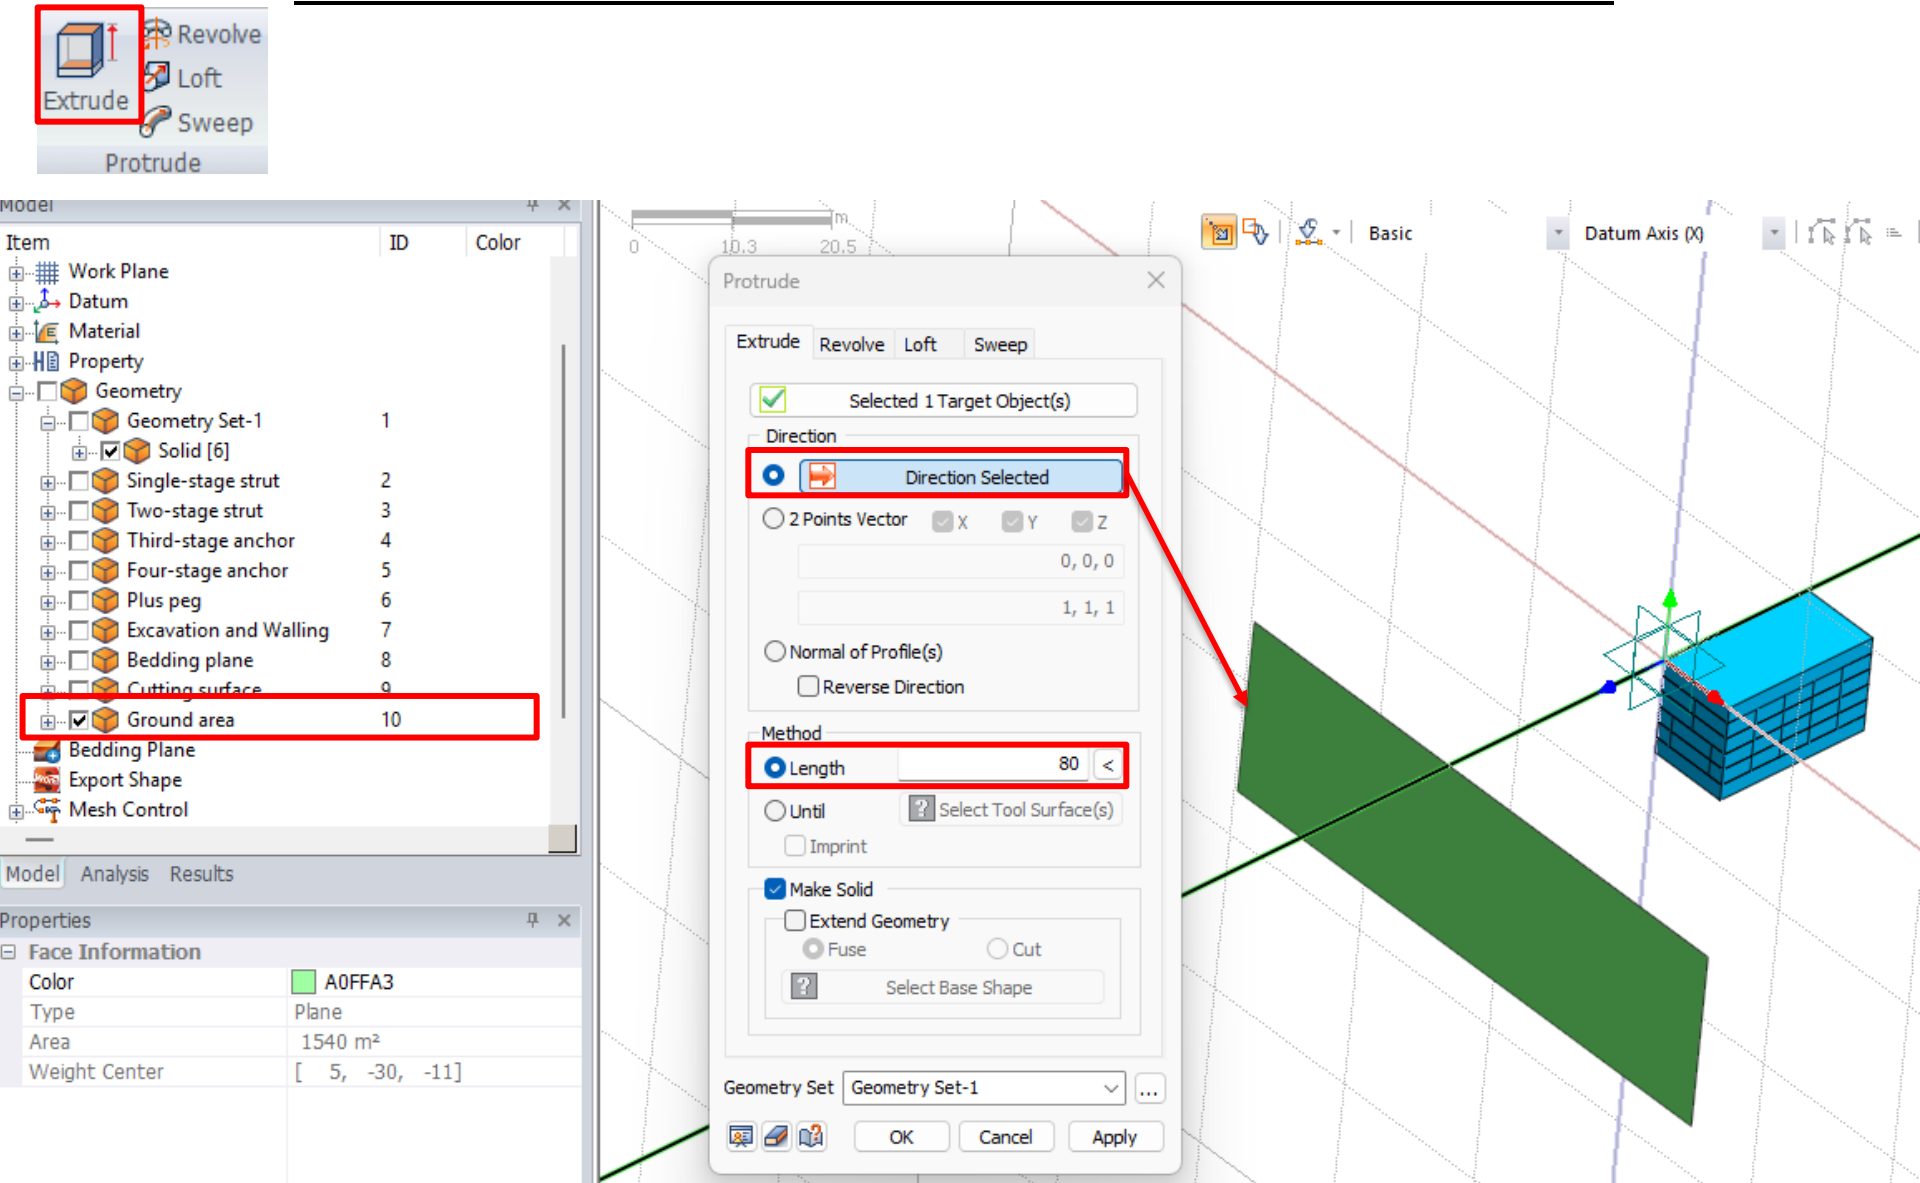 Extrude
Revolve
Loft
Sweep
Protrude
Model
Item ID Color
Work Plane
Datum
Material
Property
Geometry
Geometry Set-1 1
Solid [6]
Single-stage strut 2
Two-stage strut 3
Third-stage anchor 4
Four-stage anchor 5
Plus peg 6
Excavation and Walling 7
Bedding plane 8
Cutting surface 9
Ground area 10
Bedding Plane
Export Shape
Mesh Control
Model Analysis Results
Properties
Face Information
Color A0FFA3
Type Plane
Area 1540 m²
Weight Center [ 5, -30, -11]
m
0 10.3 20.5
Basic Datum Axis (X)
Protrude
Extrude Revolve Loft Sweep
Selected 1 Target Object(s)
Direction
Direction Selected
2 Points Vector X Y Z
0, 0, 0
1, 1, 1
Normal of Profile(s)
Reverse Direction
Method
Length 80 <
Until ? Select Tool Surface(s)
Imprint
Make Solid
Extend Geometry
Fuse Cut
? Select Base Shape
Geometry Set Geometry Set-1 ...
OK Cancel Apply